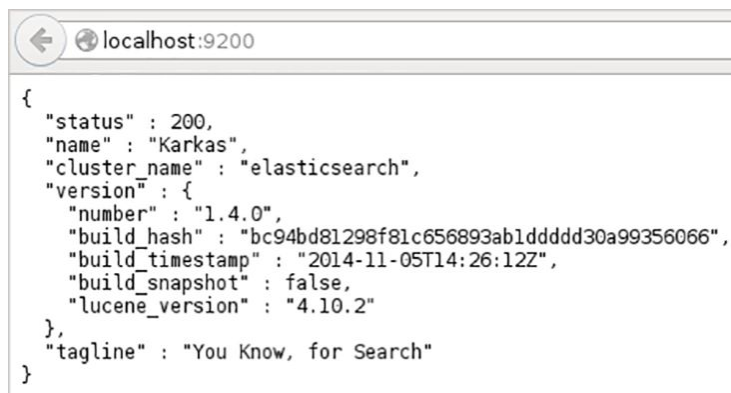 localhost:9200
{
  "status" : 200,
  "name" : "Karkas",
  "cluster_name" : "elasticsearch",
  "version" : {
    "number" : "1.4.0",
    "build_hash" : "bc94bd81298f81c656893ab1ddddd30a99356066",
    "build_timestamp" : "2014-11-05T14:26:12Z",
    "build_snapshot" : false,
    "lucene_version" : "4.10.2"
  },
  "tagline" : "You Know, for Search"
}